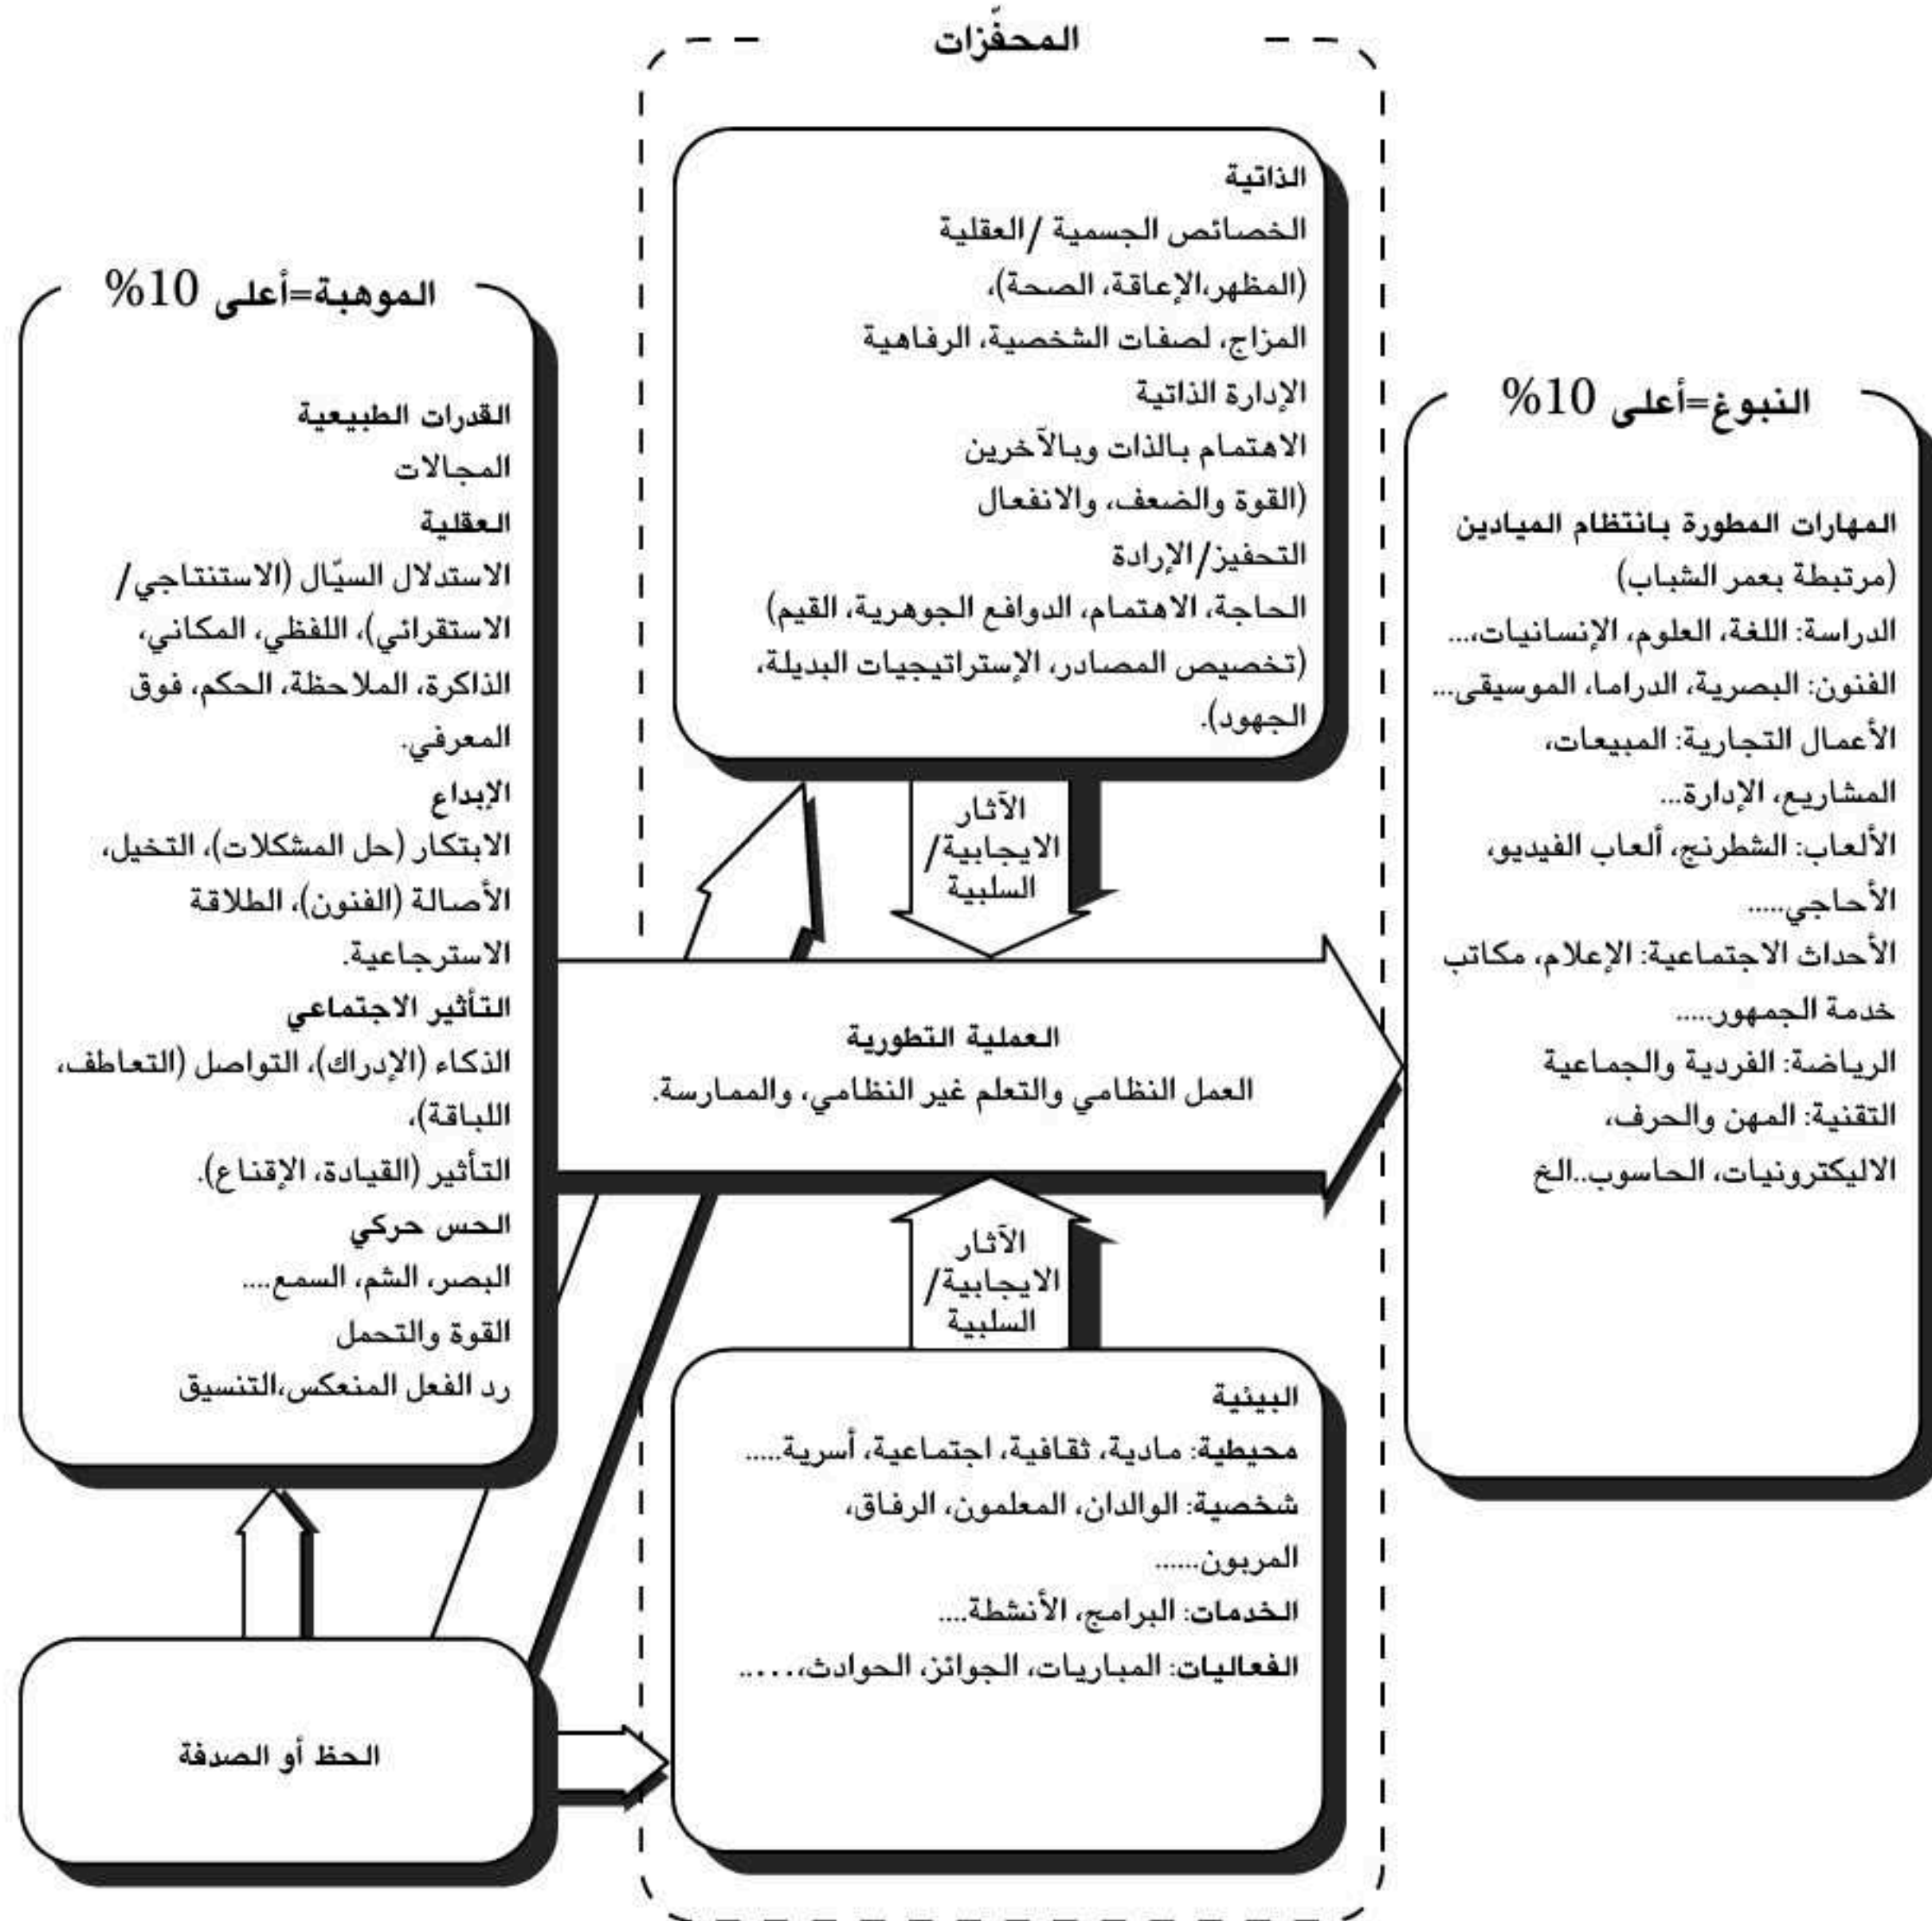 المحفّزات
الذاتية
الخصائص الجسمية /العقلية
(المظهر،الإعاقة، الصحة)،
المزاج، لصفات الشخصية، الرفاهية
الإدارة الذاتية
الاهتمام بالذات وبالآخرين
(القوة والضعف، والانفعال
التحفيز/الإرادة
الحاجة، الاهتمام، الدوافع الجوهرية، القيم)
(تخصيص المصادر، الإستراتيجيات البديلة،
الجهود).
الموهبة=أعلى 10%
القدرات الطبيعية
المجالات
العقلية
الاستدلال السيّال (الاستنتاجي/
الاستقرائي)، اللفظي، المكاني،
الذاكرة، الملاحظة، الحكم، فوق
المعرفي.
الإبداع
الابتكار (حل المشكلات)، التخيل،
الأصالة (الفنون)، الطلاقة
الاسترجاعية.
التأثير الاجتماعي
الذكاء (الإدراك)، التواصل (التعاطف،
اللباقة)،
التأثير (القيادة، الإقناع).
الحس حركي
البصر، الشم، السمع....
القوة والتحمل
رد الفعل المنعكس،التنسيق
النبوغ=أعلى 10%
المهارات المطورة بانتظام الميادين
(مرتبطة بعمر الشباب)
الدراسة: اللغة، العلوم، الإنسانيات،...
الفنون: البصرية، الدراما، الموسيقى...
الأعمال التجارية: المبيعات،
المشاريع، الإدارة...
الألعاب: الشطرنج، ألعاب الفيديو،
الأحاجي.....
الأحداث الاجتماعية: الإعلام، مكاتب
خدمة الجمهور.....
الرياضة: الفردية والجماعية
التقنية: المهن والحرف،
الاليكترونيات، الحاسوب..الخ
الآثار
الايجابية/
السلبية
العملية التطورية
العمل النظامي والتعلم غير النظامي، والممارسة.
الآثار
الايجابية/
السلبية
البيئية
محيطية: مادية، ثقافية، اجتماعية، أسرية.....
شخصية: الوالدان، المعلمون، الرفاق،
المربون......
الخدمات: البرامج، الأنشطة....
الفعاليات: المباريات، الجوائز، الحوادث،.....
الحظ أو الصدفة